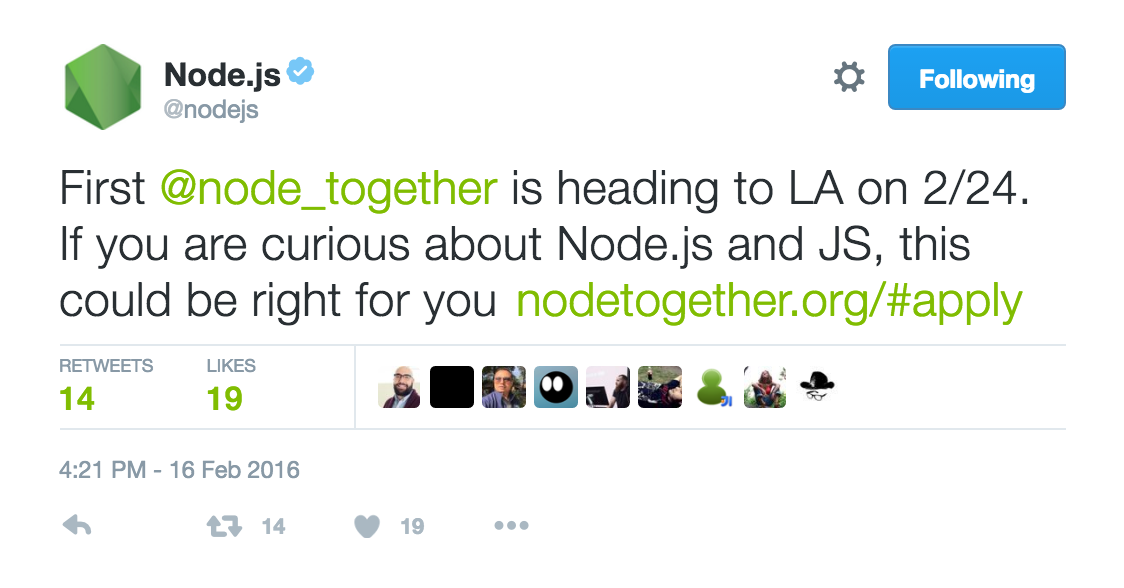 Node.js
@nodejs
Following
First @node_together is heading to LA on 2/24.
If you are curious about Node.js and JS, this
could be right for you nodetogether.org/#apply
RETWEETS LIKES
14 19
4:21 PM - 16 Feb 2016
14 19